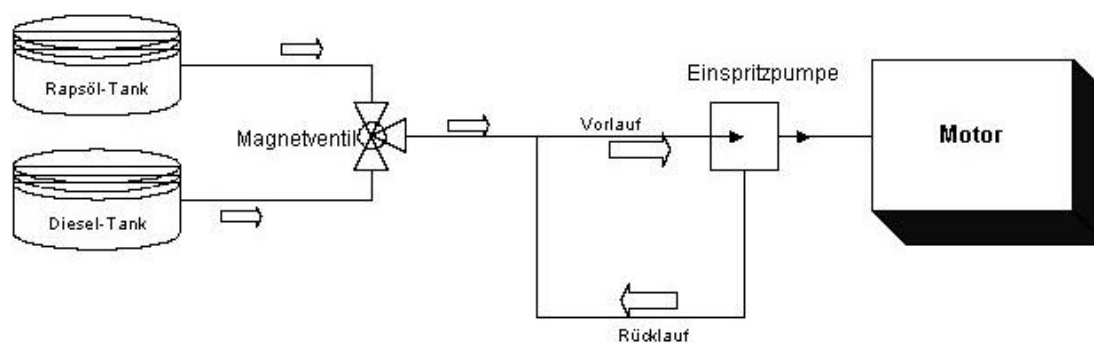 Rapsöl-Tank
Einspritzpumpe
Magnetventil
Vorlauf
Motor
Diesel-Tank
Rücklauf